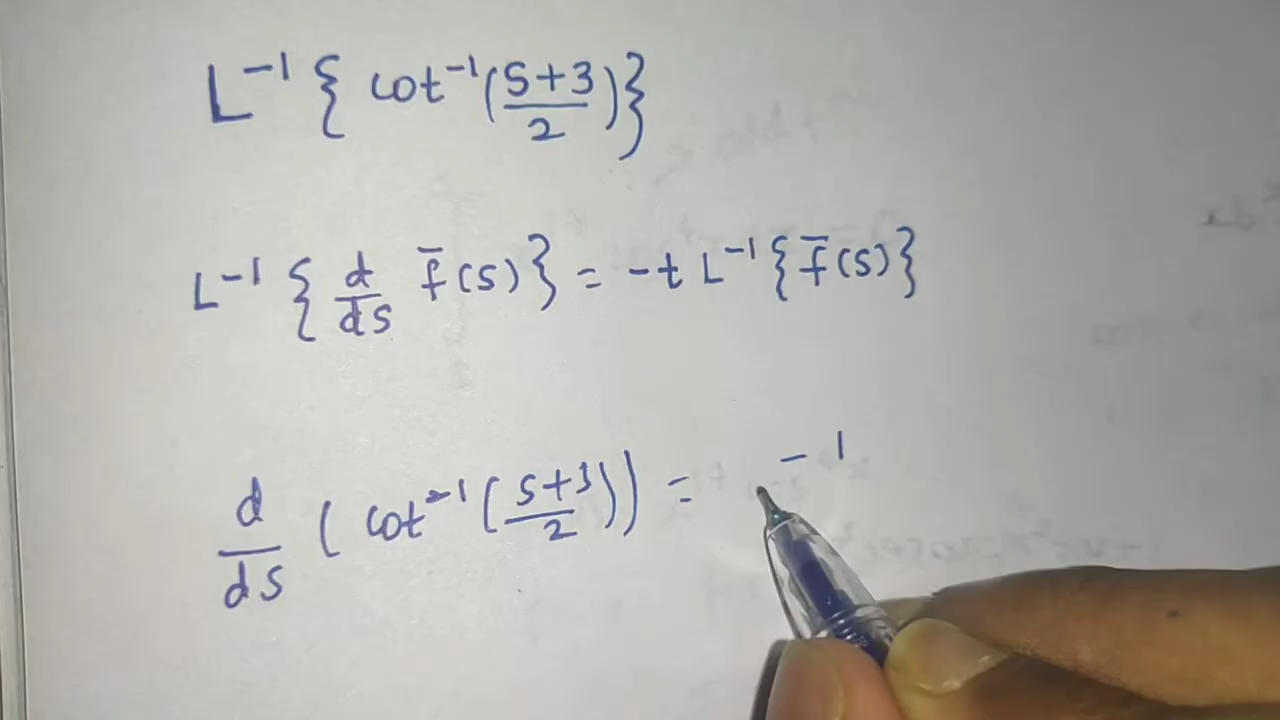 L⁻¹ { cot⁻¹ ( (s+3)/2 ) }
L⁻¹ { d/ds f̄(s) } = -t L⁻¹ { f̄(s) }
d/ds ( cot⁻¹ ( (s+3)/2 ) ) = -1